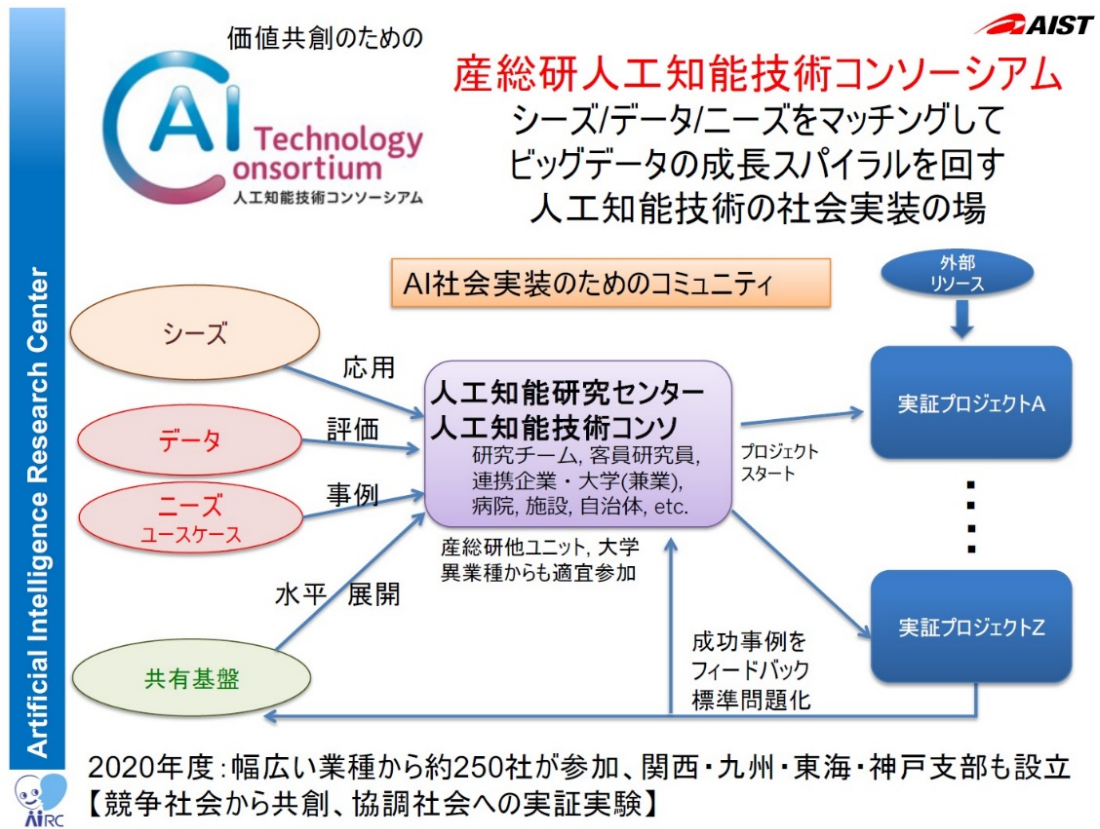 価値共創のための
AIST
AI Technology
Consortium
人工知能技術コンソーシアム
産総研人工知能技術コンソーシアム
シーズ/データ/ニーズをマッチングして
ビッグデータの成長スパイラルを回す
人工知能技術の社会実装の場
Artificial Intelligence Research Center
AI社会実装のためのコミュニティ
外部
リソース
シーズ
応用
データ
評価
ニーズ
ユースケース
事例
水平 展開
共有基盤
人工知能研究センター
人工知能技術コンソ
研究チーム, 客員研究員,
連携企業・大学(兼業),
病院, 施設, 自治体, etc.
産総研他ユニット, 大学
異業種からも適宜参加
プロジェクト
スタート
実証プロジェクトA
実証プロジェクトZ
成功事例を
フィードバック
標準問題化
2020年度:幅広い業種から約250社が参加、関西・九州・東海・神戸支部も設立
【競争社会から共創、協調社会への実証実験】
AIRC